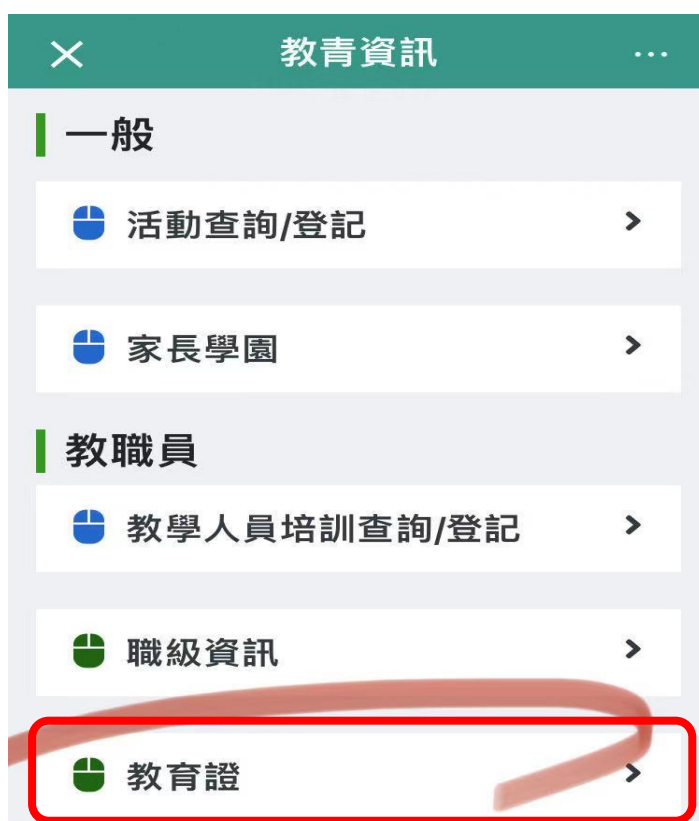 教青資訊
一般
活動查詢/登記
家長學園
教職員
教學人員培訓查詢/登記
職級資訊
教育證